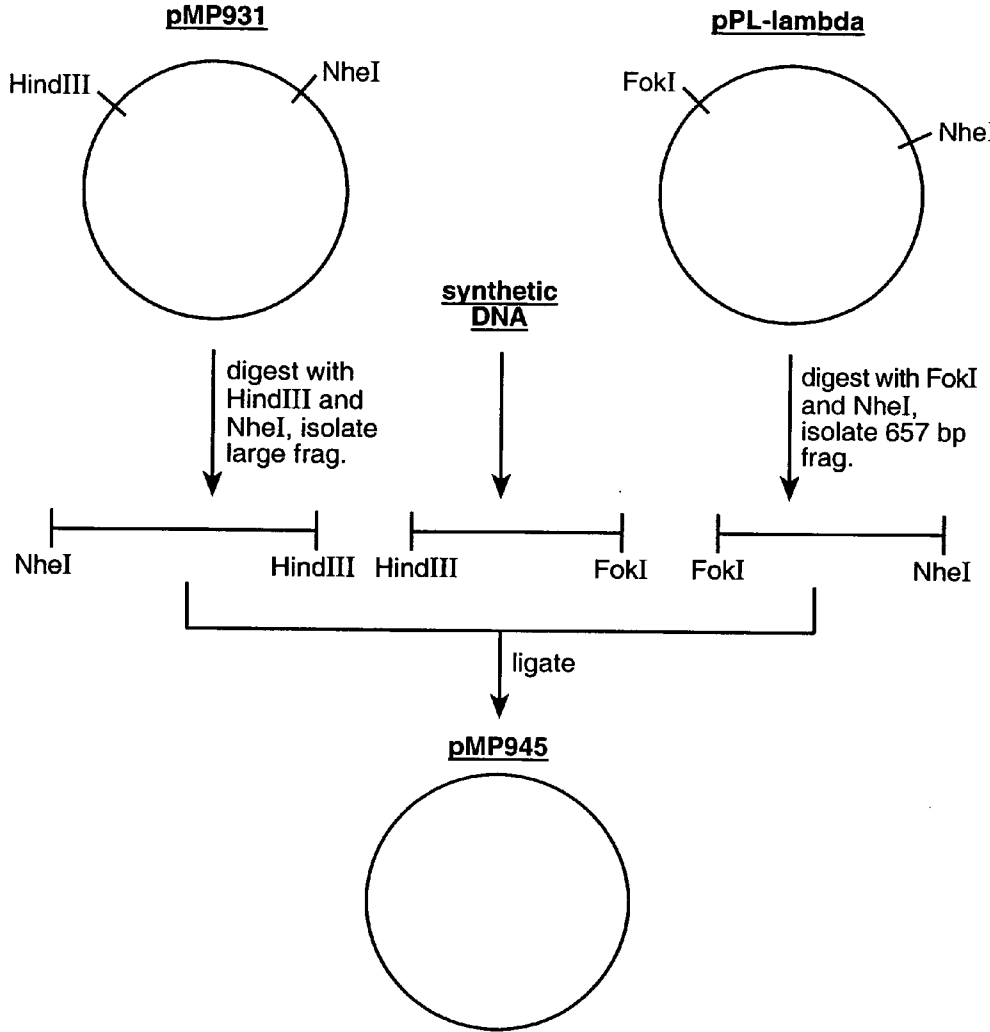 pMP931
pPL-lambda
HindIII
NheI
FokI
NheI
synthetic
DNA
digest with
HindIII and
NheI, isolate
large frag.
digest with FokI
and NheI,
isolate 657 bp
frag.
NheI
HindIII
HindIII
FokI
FokI
NheI
ligate
pMP945